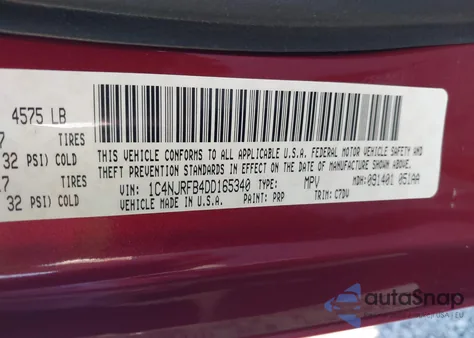 4575 LB
7 TIRES
32 PSI) COLD
17 TIRES
32 PSI) COLD
THIS VEHICLE CONFORMS TO ALL APPLICABLE U.S.A. FEDERAL MOTOR VEHICLE SAFETY AND
THEFT PREVENTION STANDARDS IN EFFECT ON THE DATE OF MANUFACTURE SHOWN ABOVE.
VIN: 1C4NJRFB4DD165340 TYPE: MPV MDH: 091401 051AA
VEHICLE MADE IN U.S.A. PAINT: PRP TRIM: C7DV
autoSnap